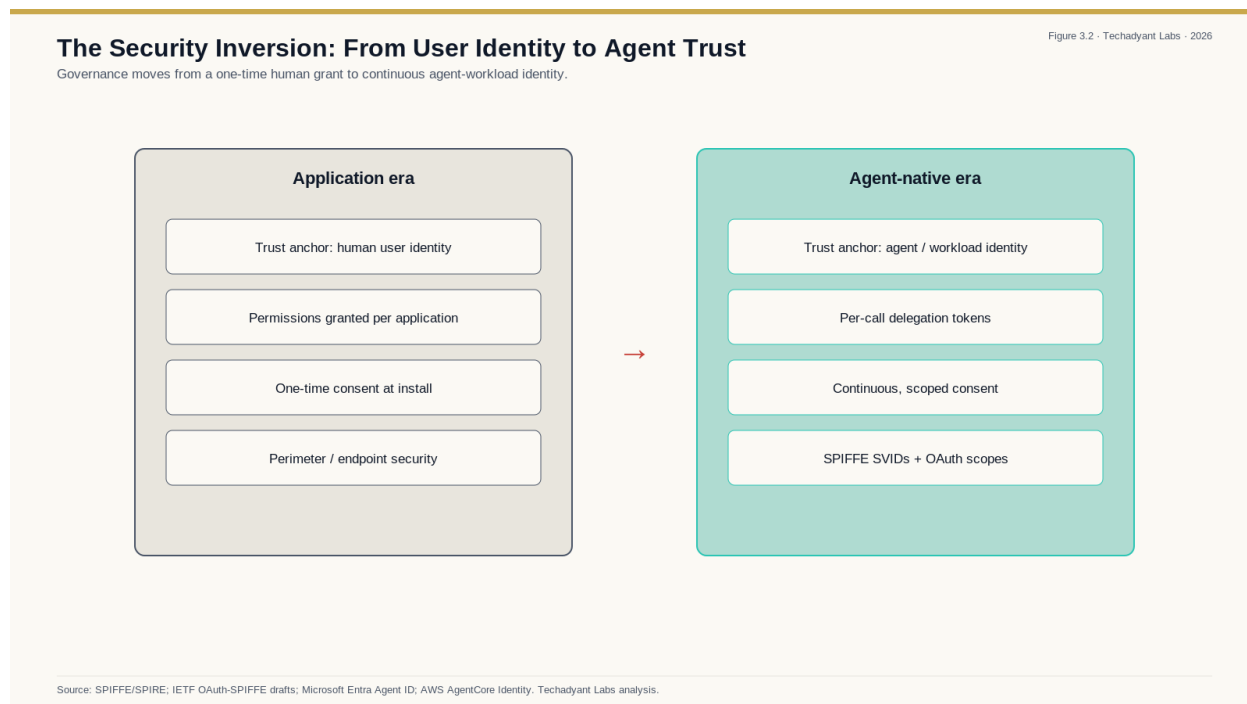 The Security Inversion: From User Identity to Agent Trust
Figure 3.2 · Techadyant Labs · 2026
Governance moves from a one-time human grant to continuous agent-workload identity.
Application era
Trust anchor: human user identity
Permissions granted per application
One-time consent at install
Perimeter / endpoint security
→
Agent-native era
Trust anchor: agent / workload identity
Per-call delegation tokens
Continuous, scoped consent
SPIFFE SVIDs + OAuth scopes
Source: SPIFFE/SPIRE; IETF OAuth-SPIFFE drafts; Microsoft Entra Agent ID; AWS AgentCore Identity. Techadyant Labs analysis.